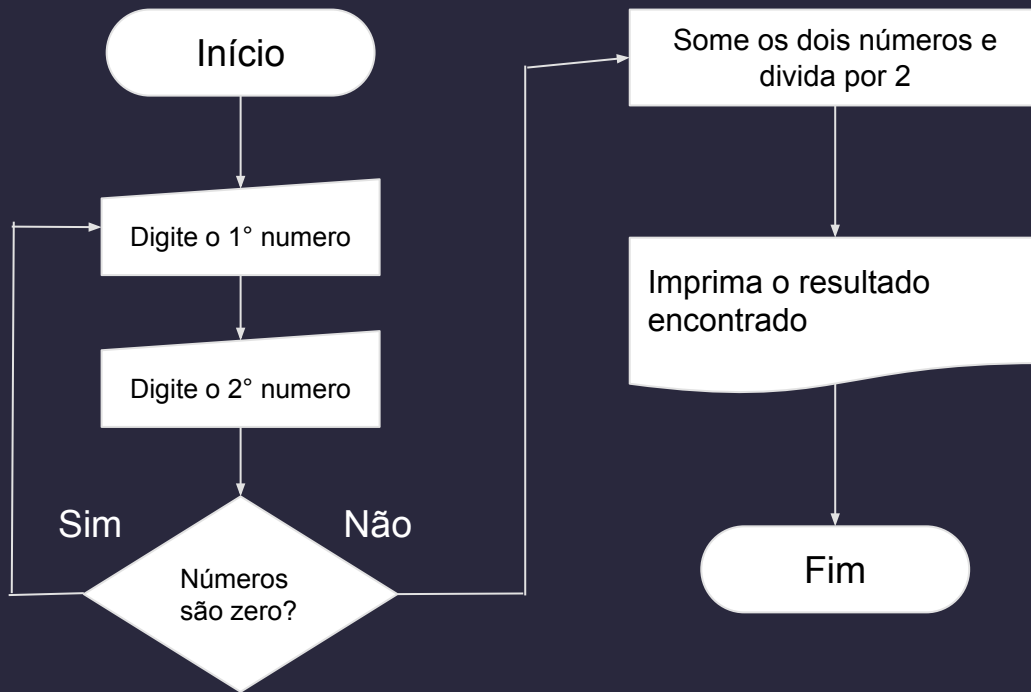 Início
Digite o 1° numero
Digite o 2° numero
Sim
Não
Números
são zero?
Some os dois números e
divida por 2
Imprima o resultado
encontrado
Fim